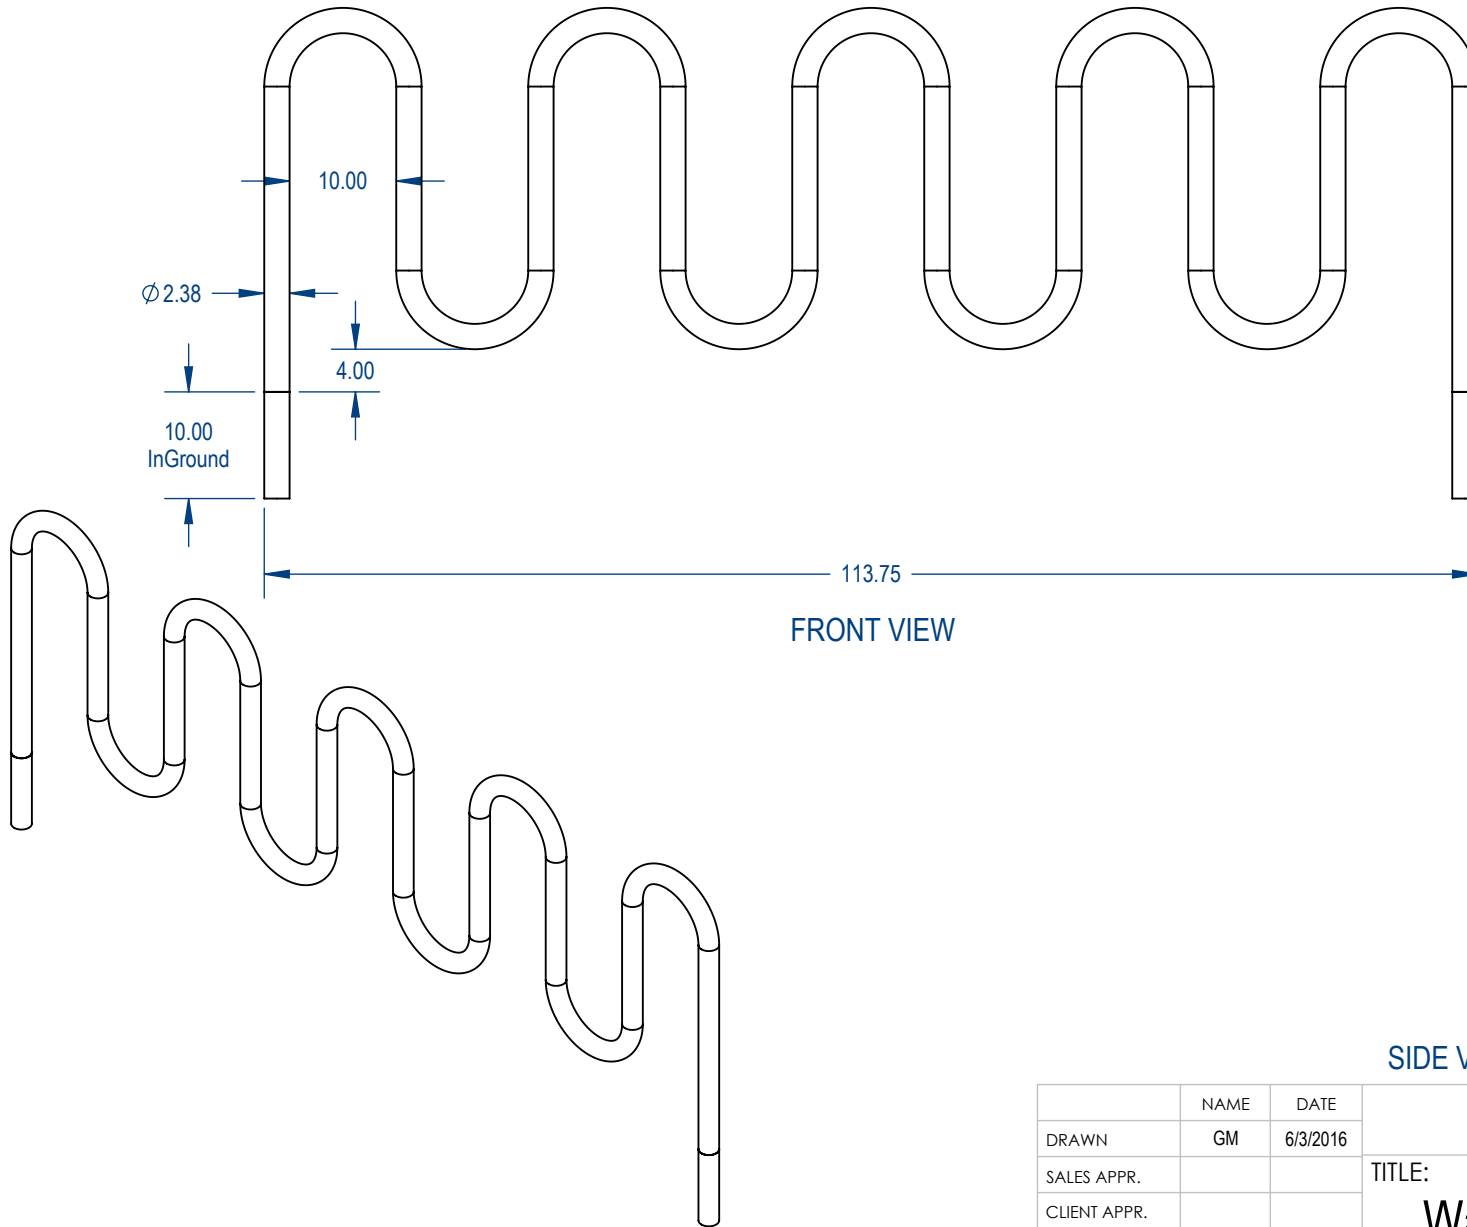 10.00
Ø2.38
4.00
10.00
InGround
113.75
FRONT VIEW
SIDE
NAME DATE
DRAWN GM 6/3/2016
SALES APPR.
TITLE:
CLIENT APPR.